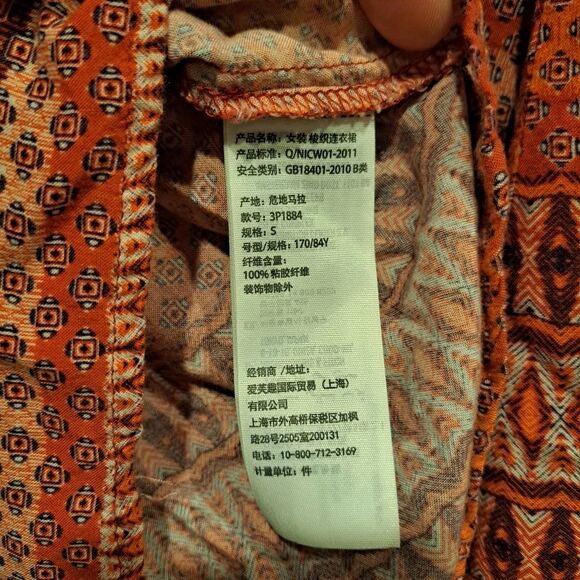 产品名称：女装 梭织连衣裙
产品标准：Q/NICW01-2011
安全类别：GB18401-2010 B类
产地：危地马拉
款号：3P1884
规格：S
号型/规格：170/84Y
纤维含量：
100% 粘胶纤维
装饰物除外
经销商 /地址：
爱芙趣国际贸易（上海）
有限公司
上海市外高桥保税区加枫
路28号2505室200131
电话：10-800-712-3169
计量单位：件